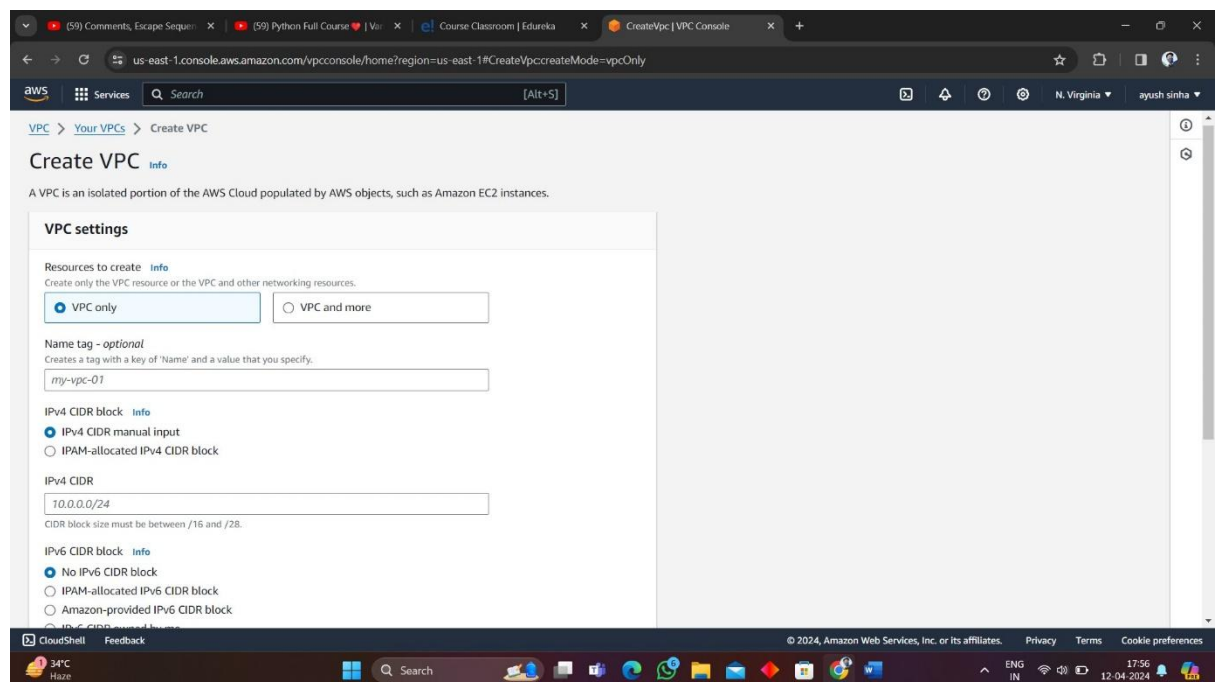 (59) Comments, Escape Sequen
(59) Python Full Course❤ | Var
Course Classroom | Edureka
CreateVpc | VPC Console
us-east-1.console.aws.amazon.com/vpcconsole/home?region=us-east-1#CreateVpc:createMode=vpcOnly
aws
Services
Search
[Alt+S]
N. Virginia
ayush sinha
VPC > Your VPCs > Create VPC
Create VPC Info
A VPC is an isolated portion of the AWS Cloud populated by AWS objects, such as Amazon EC2 instances.
VPC settings
Resources to create Info
Create only the VPC resource or the VPC and other networking resources.
VPC only
VPC and more
Name tag - optional
Creates a tag with a key of 'Name' and a value that you specify.
my-vpc-01
IPv4 CIDR block Info
IPv4 CIDR manual input
IPAM-allocated IPv4 CIDR block
IPv4 CIDR
10.0.0.0/24
CIDR block size must be between /16 and /28.
IPv6 CIDR block Info
No IPv6 CIDR block
IPAM-allocated IPv6 CIDR block
Amazon-provided IPv6 CIDR block
IPv6 CIDR owned by me
CloudShell
Feedback
© 2024, Amazon Web Services, Inc. or its affiliates.
Privacy
Terms
Cookie preferences
34°C
Haze
Search
ENG
IN
17:56
12-04-2024